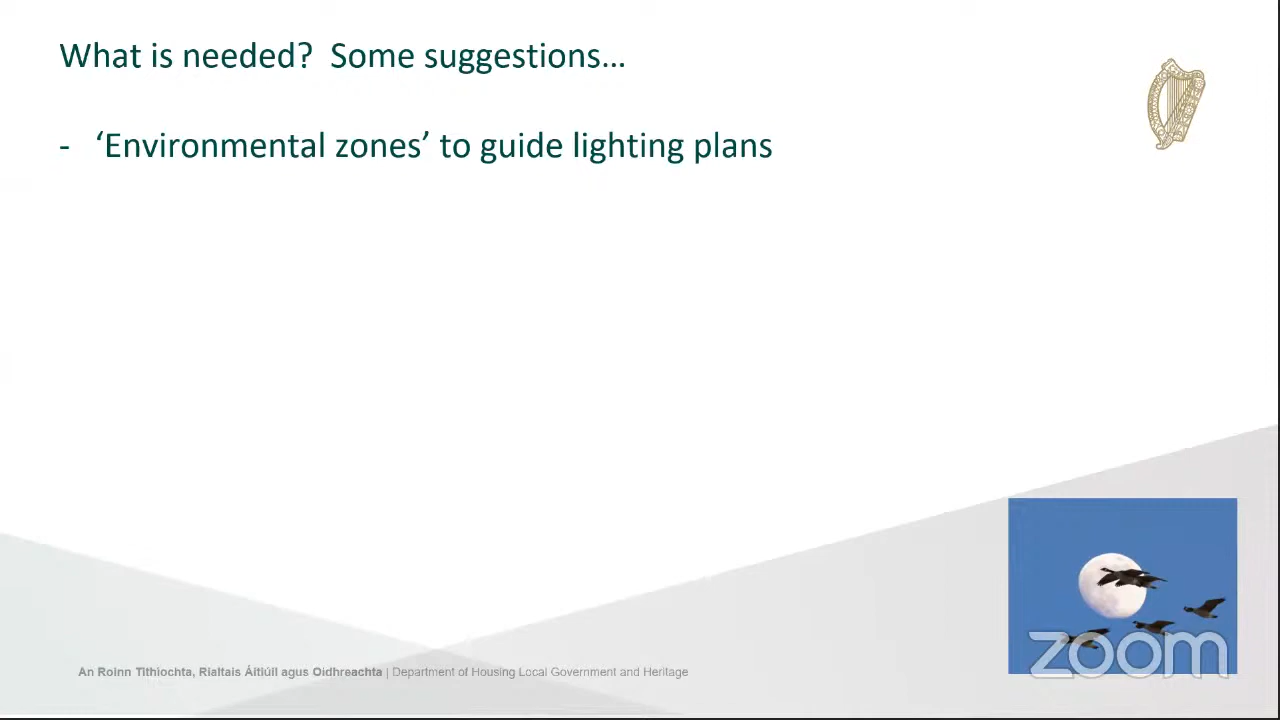 What is needed? Some suggestions…
- ‘Environmental zones’ to guide lighting plans
An Roinn Tithíochta, Rialtais Áitiúil agus Oidhreachta | Department of Housing Local Government and Heritage
zoom